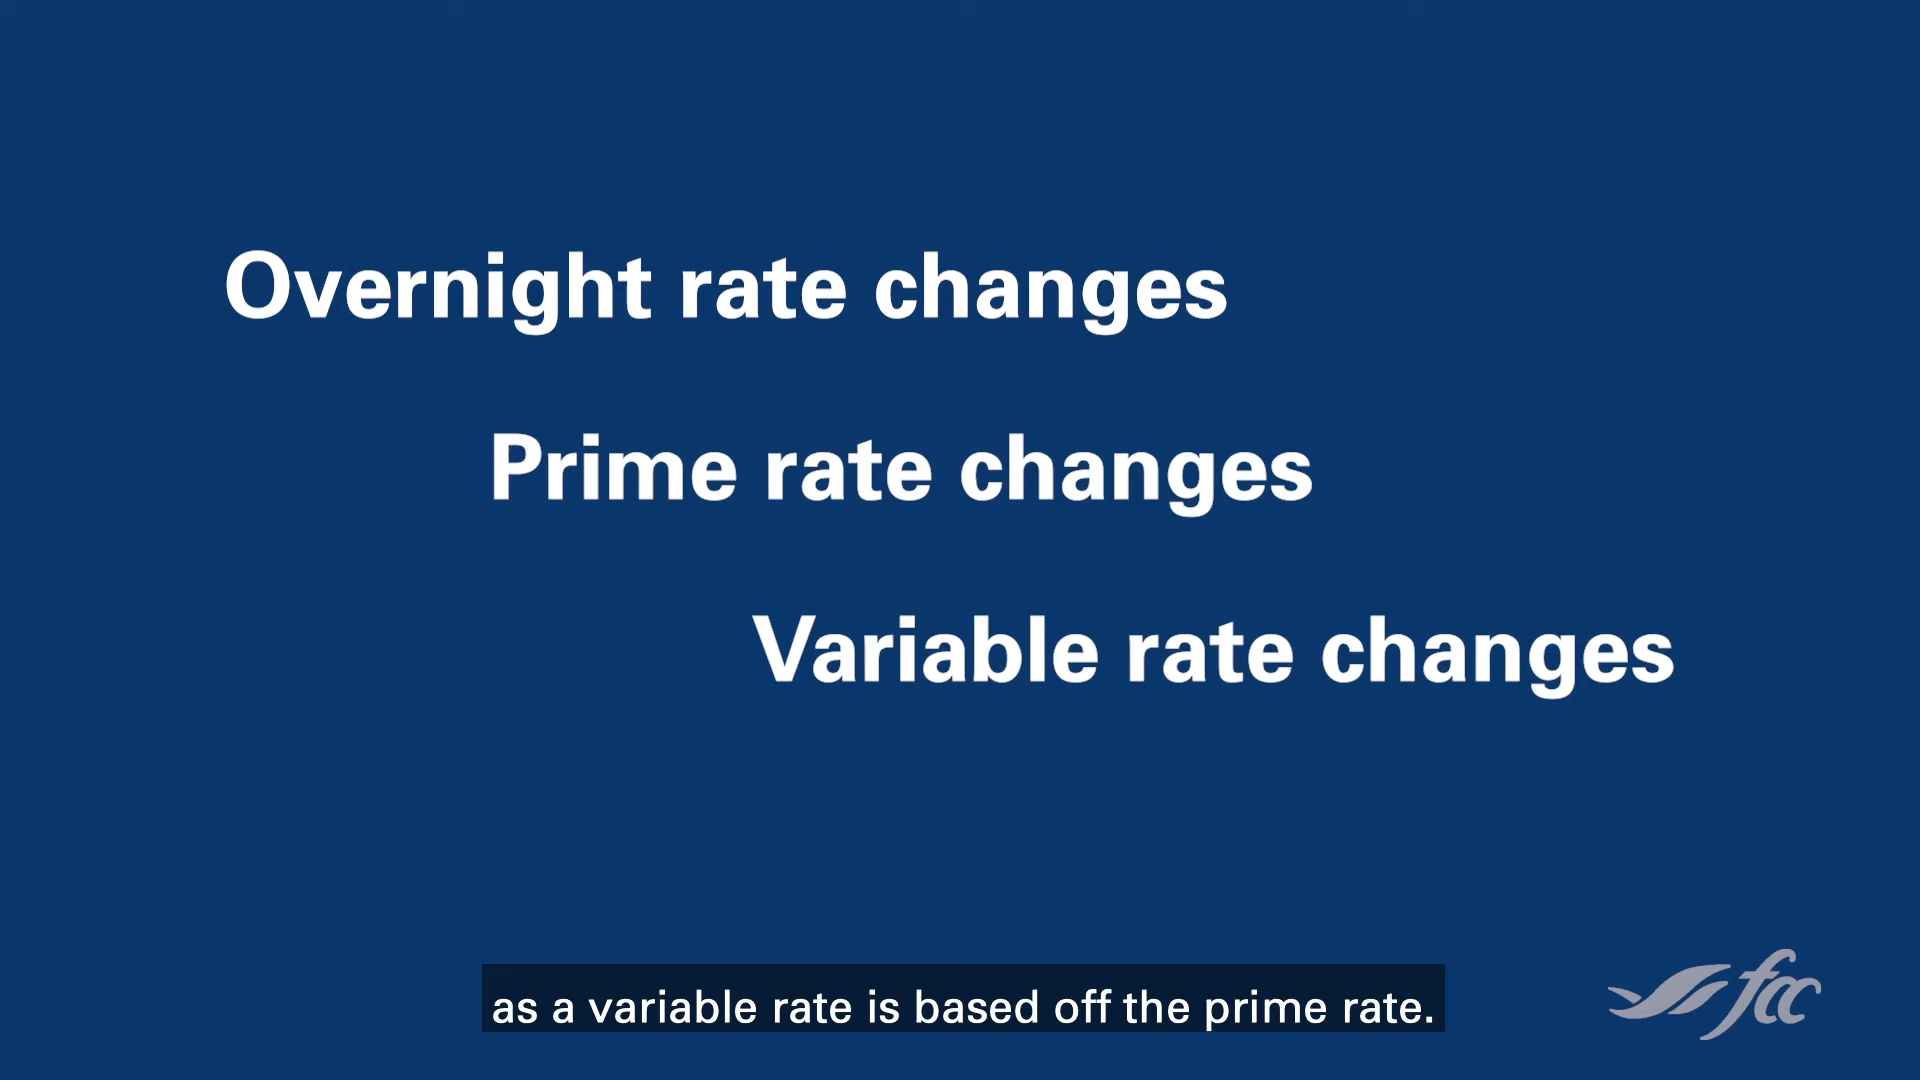 Overnight rate changes
Prime rate changes
Variable rate changes
as a variable rate is based off the prime rate.
fcc